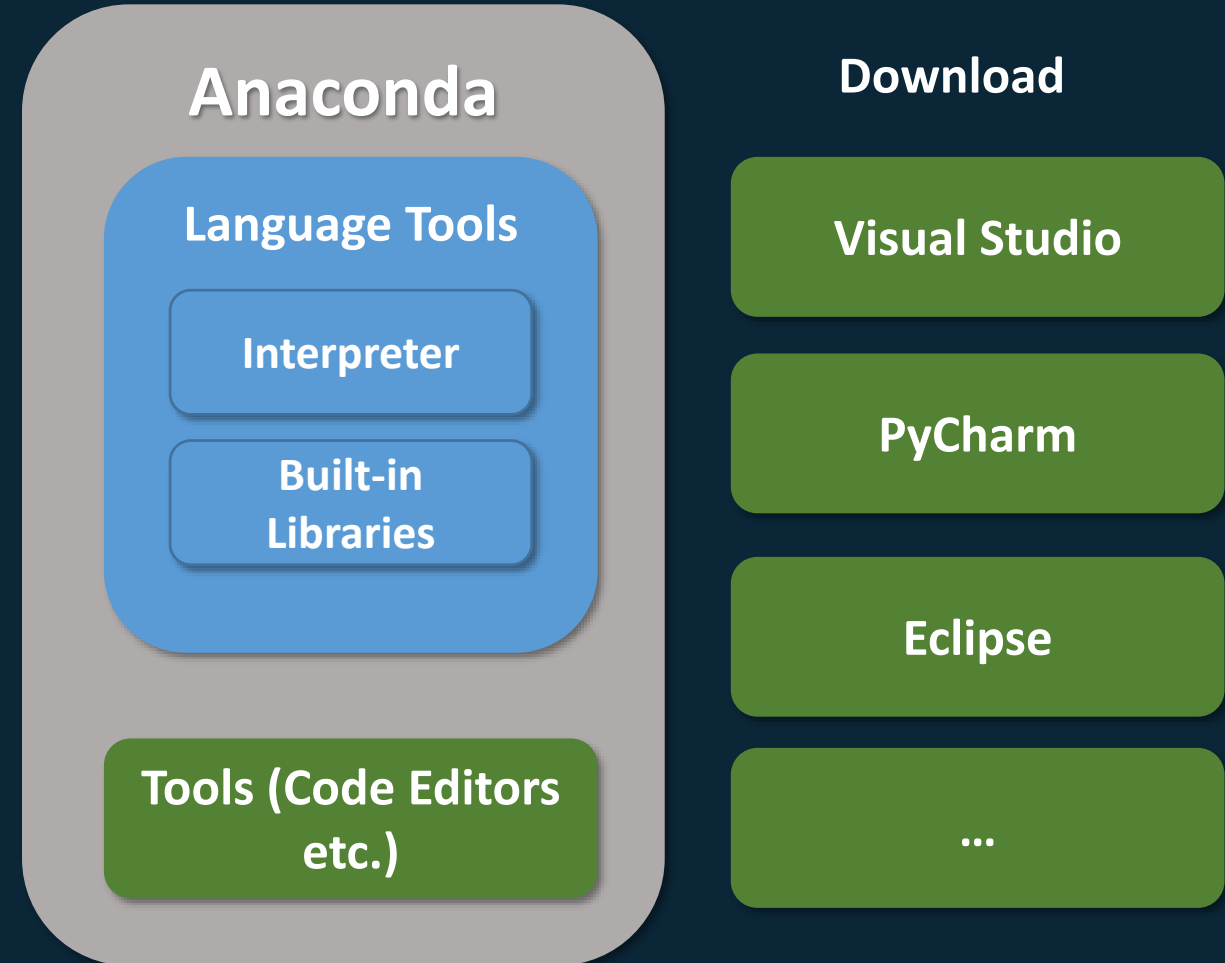 Anaconda
Language Tools
Interpreter
Built-in
Libraries
Tools (Code Editors
etc.)
Download
Visual Studio
PyCharm
Eclipse
...